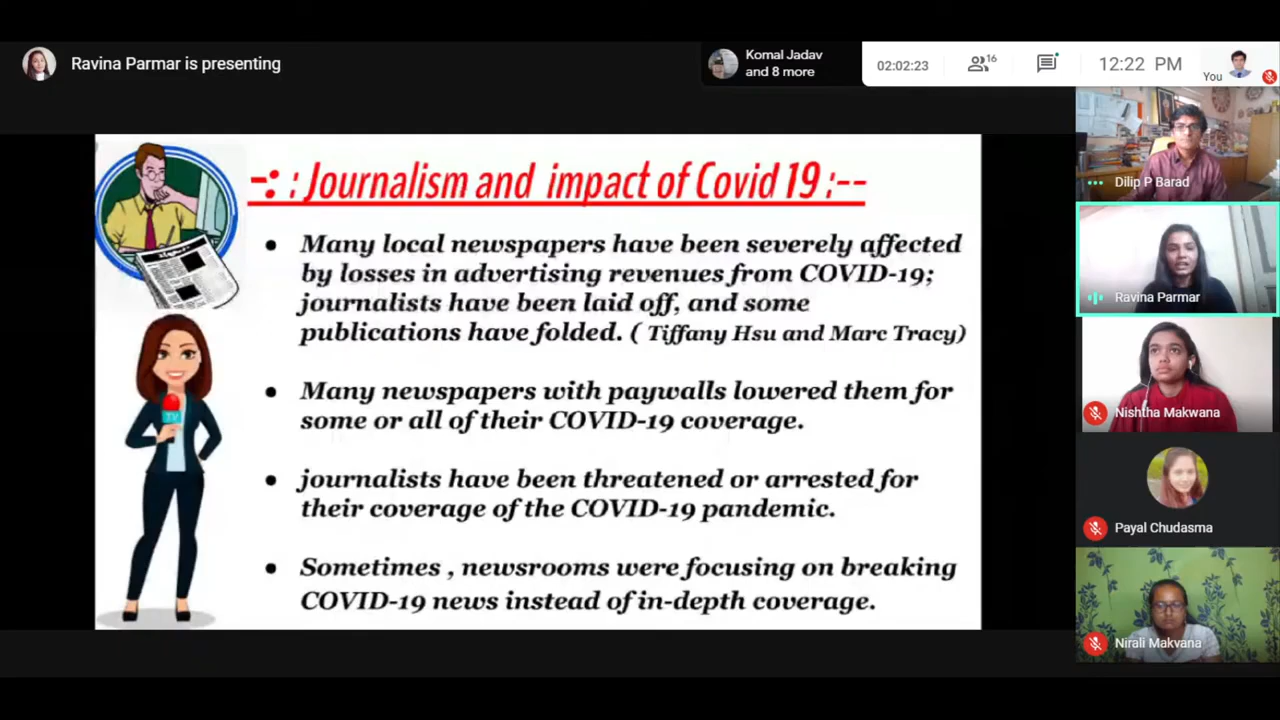 Ravina Parmar is presenting
Komal Jadav
and 8 more
02:02:23
16
12:22 PM
You
-: : Journalism and impact of Covid 19 :--
• Many local newspapers have been severely affected
by losses in advertising revenues from COVID-19;
journalists have been laid off, and some
publications have folded. ( Tiffany Hsu and Marc Tracy)
• Many newspapers with paywalls lowered them for
some or all of their COVID-19 coverage.
• journalists have been threatened or arrested for
their coverage of the COVID-19 pandemic.
• Sometimes , newsrooms were focusing on breaking
COVID-19 news instead of in-depth coverage.
TV
Dilip P Barad
Ravina Parmar
Nishtha Makwana
Payal Chudasma
Nirali Makvana